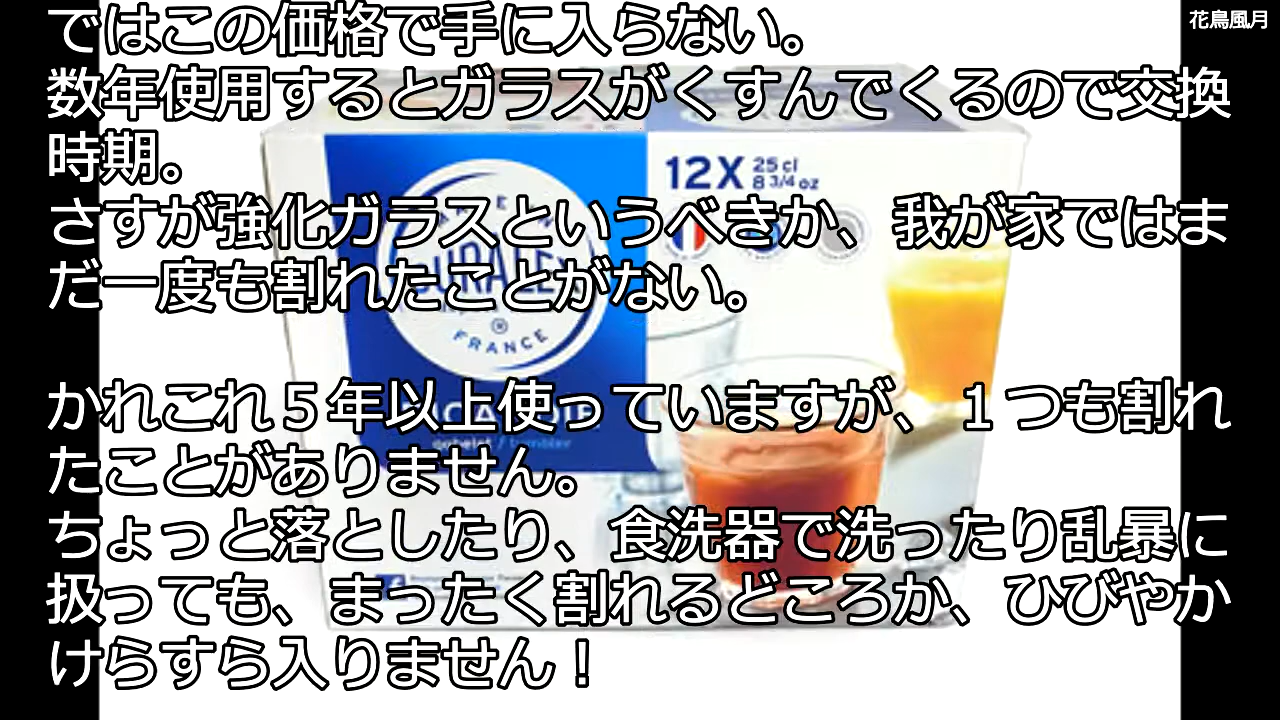 ではこの価格で手に入らない。
花鳥風月
数年使用するとガラスがくすんでくるので交換
時期。
12X 25 cl
8 3/4 oz
さすが強化ガラスというべきか、我が家ではま
だ一度も割れたことがない。
FRANCE
かれこれ５年以上使っていますが、１つも割れ
たことがありません。
gobelet / tumbler
ちょっと落としたり、食洗器で洗ったり乱暴に
扱っても、まったく割れるどころか、ひびやか
けらすら入りません！